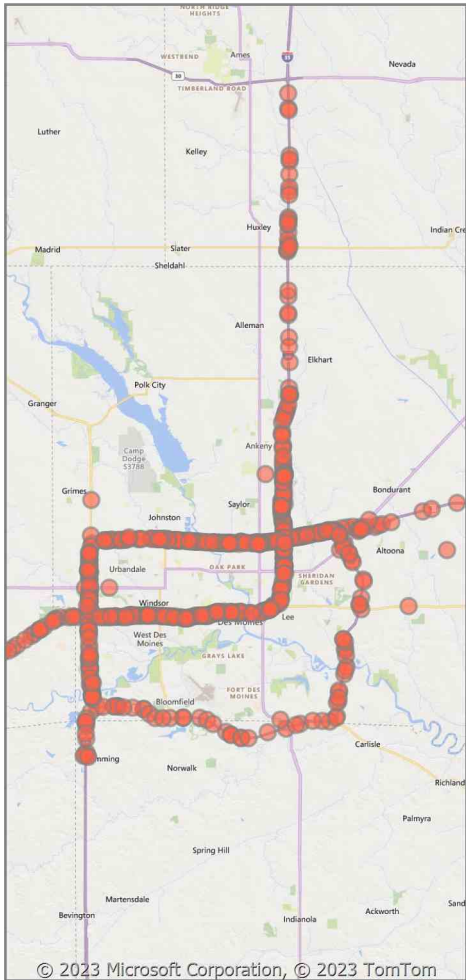 NORTH RIDGE
HEIGHTS
WESTBEND
Ames
30
35
Nevada
TIMBERLAND ROAD
Luther
Kelley
Huxley
Indian Cre
Madrid
Slater
Sheldahl
Alleman
Elkhart
Polk City
Granger
Ankeny
Camp
Dodge
53788
Grimes
Saylor
Bondurant
Johnston
Altoona
Urbandale
OAK PARK
SHERIDAN
GARDENS
Windsor
Des Moines
Lee
West Des
Moines
GRAYS LAKE
FORT DES
MOINES
Bloomfield
Carlisle
mming
Norwalk
Richland
Palmyra
Spring Hill
Martensdale
Ackworth
Sand
Bevington
Indianola
© 2023 Microsoft Corporation, © 2023 TomTom